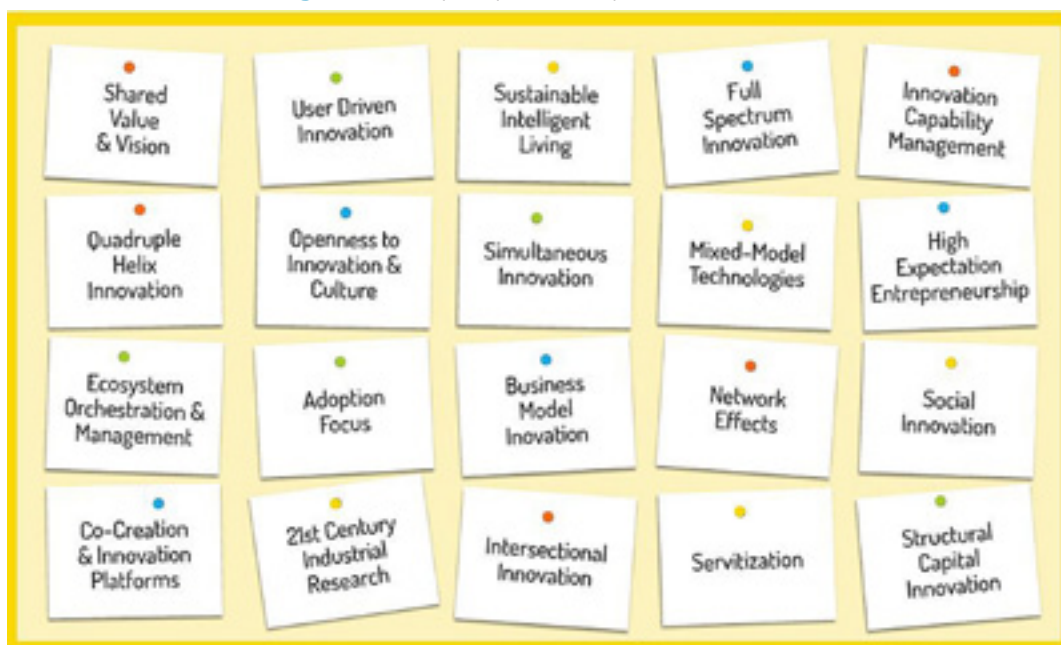 Shared
Value
& Vision
User Driven
Innovation
Sustainable
Intelligent
Living
Full
Spectrum
Innovation
Innovation
Capability
Management
Quadruple
Helix
Innovation
Openness to
Innovation &
Culture
Simultaneous
Innovation
Mixed-Model
Technologies
High
Expectation
Entrepreneurship
Ecosystem
Orchestration &
Management
Adoption
Focus
Business
Model
Inovation
Network
Effects
Social
Innovation
Co-Creation
& Innovation
Platforms
21st Century
Industrial
Research
Intersectional
Innovation
Servitization
Structural
Capital
Innovation